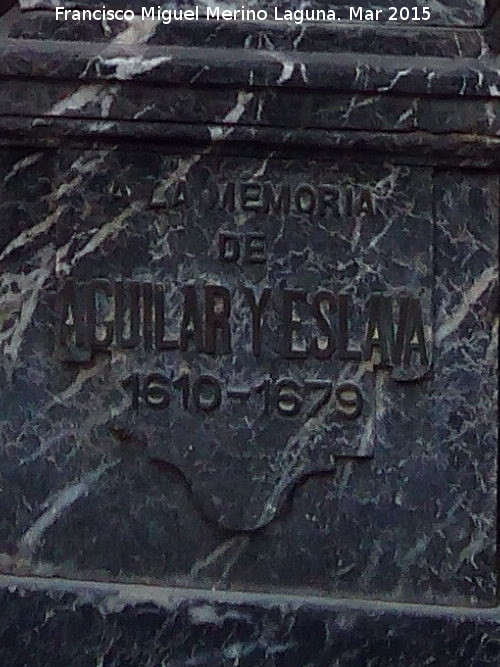 Francisco Miguel Merino Laguna. Mar 2015
A LA MEMORIA
DE
AGUILAR Y ESLAVA
1610-1679